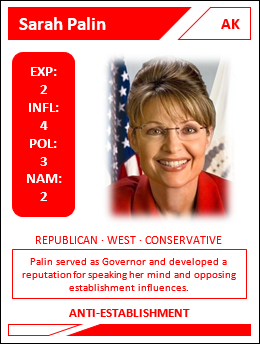 Sarah Palin
AK
EXP:
2
INFL:
4
POL:
3
NAM:
2
REPUBLICAN · WEST · CONSERVATIVE
Palin served as Governor and developed a
reputation for speaking her mind and opposing
establishment influences.
ANTI-ESTABLISHMENT